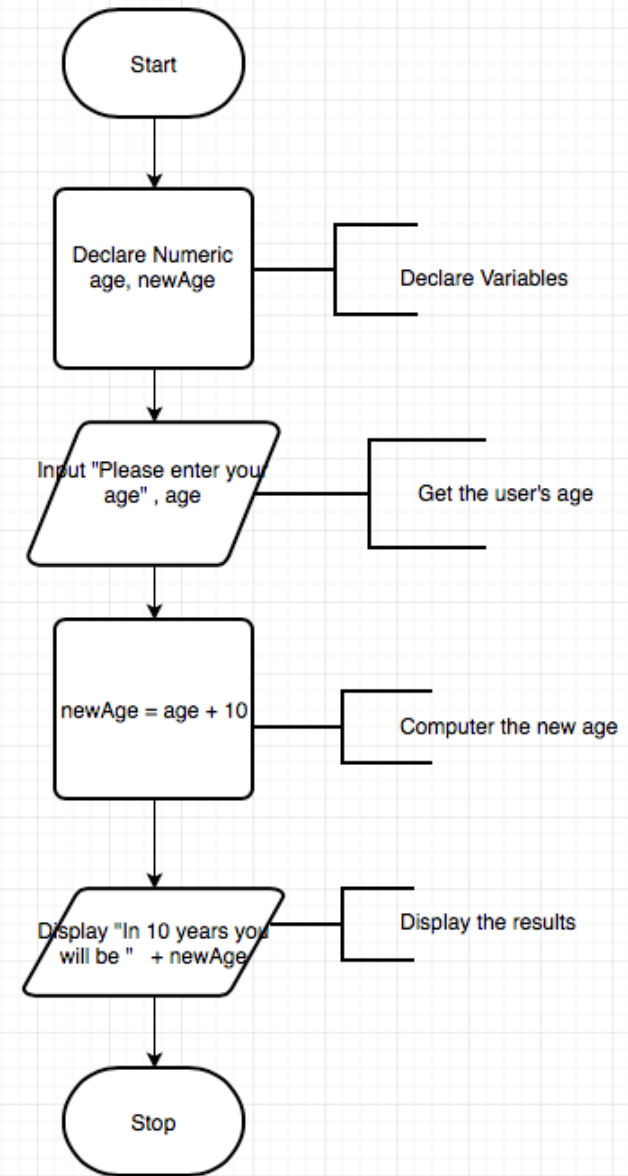 Start
Declare Numeric
age, newAge
Declare Variables
Input "Please enter your
age" , age
Get the user's age
newAge = age + 10
Computer the new age
Display "In 10 years you
will be "   + newAge
Display the results
Stop